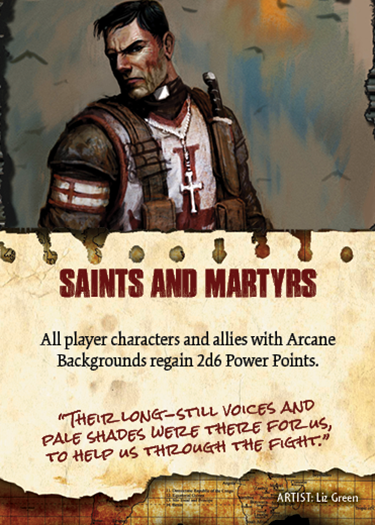 SAINTS AND MARTYRS
All player characters and allies with Arcane
Backgrounds regain 2d6 Power Points.
“THEIR LONG-STILL VOICES AND
PALE SHADES WERE THERE FOR US,
TO HELP US THROUGH THE FIGHT.”
ARTIST: Liz Green